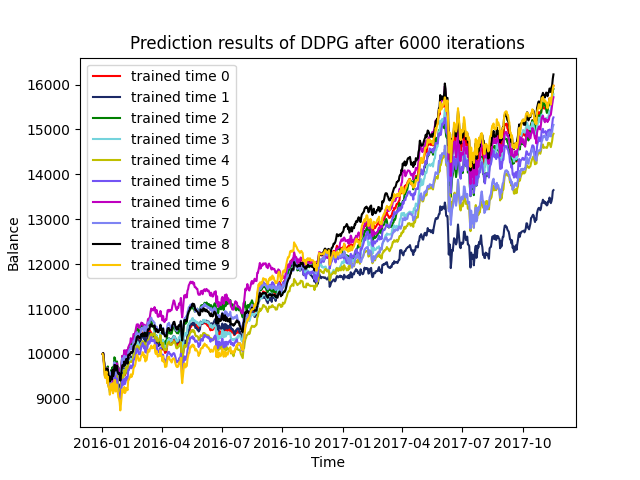 Prediction results of DDPG after 6000 iterations
16000
15000
14000
13000
12000
11000
10000
9000
Balance
trained time 0
trained time 1
trained time 2
trained time 3
trained time 4
trained time 5
trained time 6
trained time 7
trained time 8
trained time 9
2016-01 2016-04 2016-07 2016-10 2017-01 2017-04 2017-07 2017-10
Time